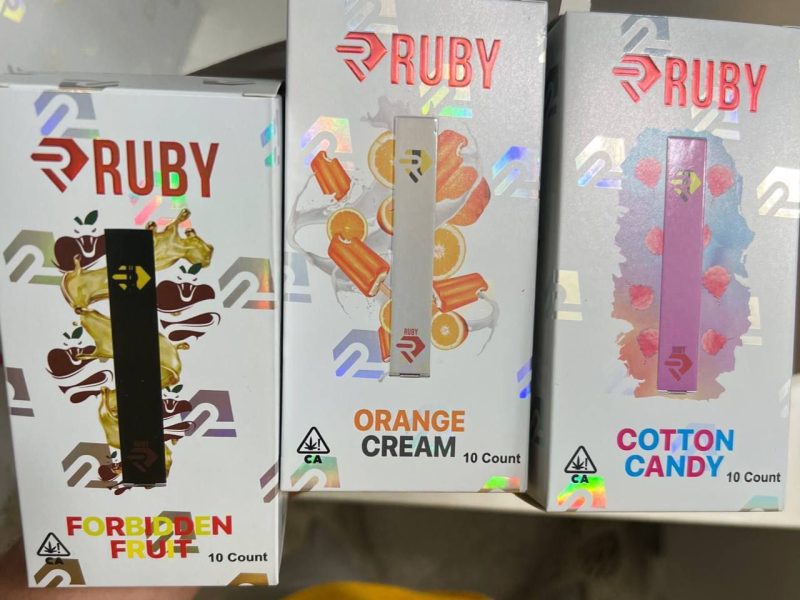 RUBY
FORBIDDEN
FRUIT
10 Count
CA
RUBY
RUBY
ORANGE
CREAM
10 Count
CA
RUBY
COTTON
CANDY
10 Count
CA